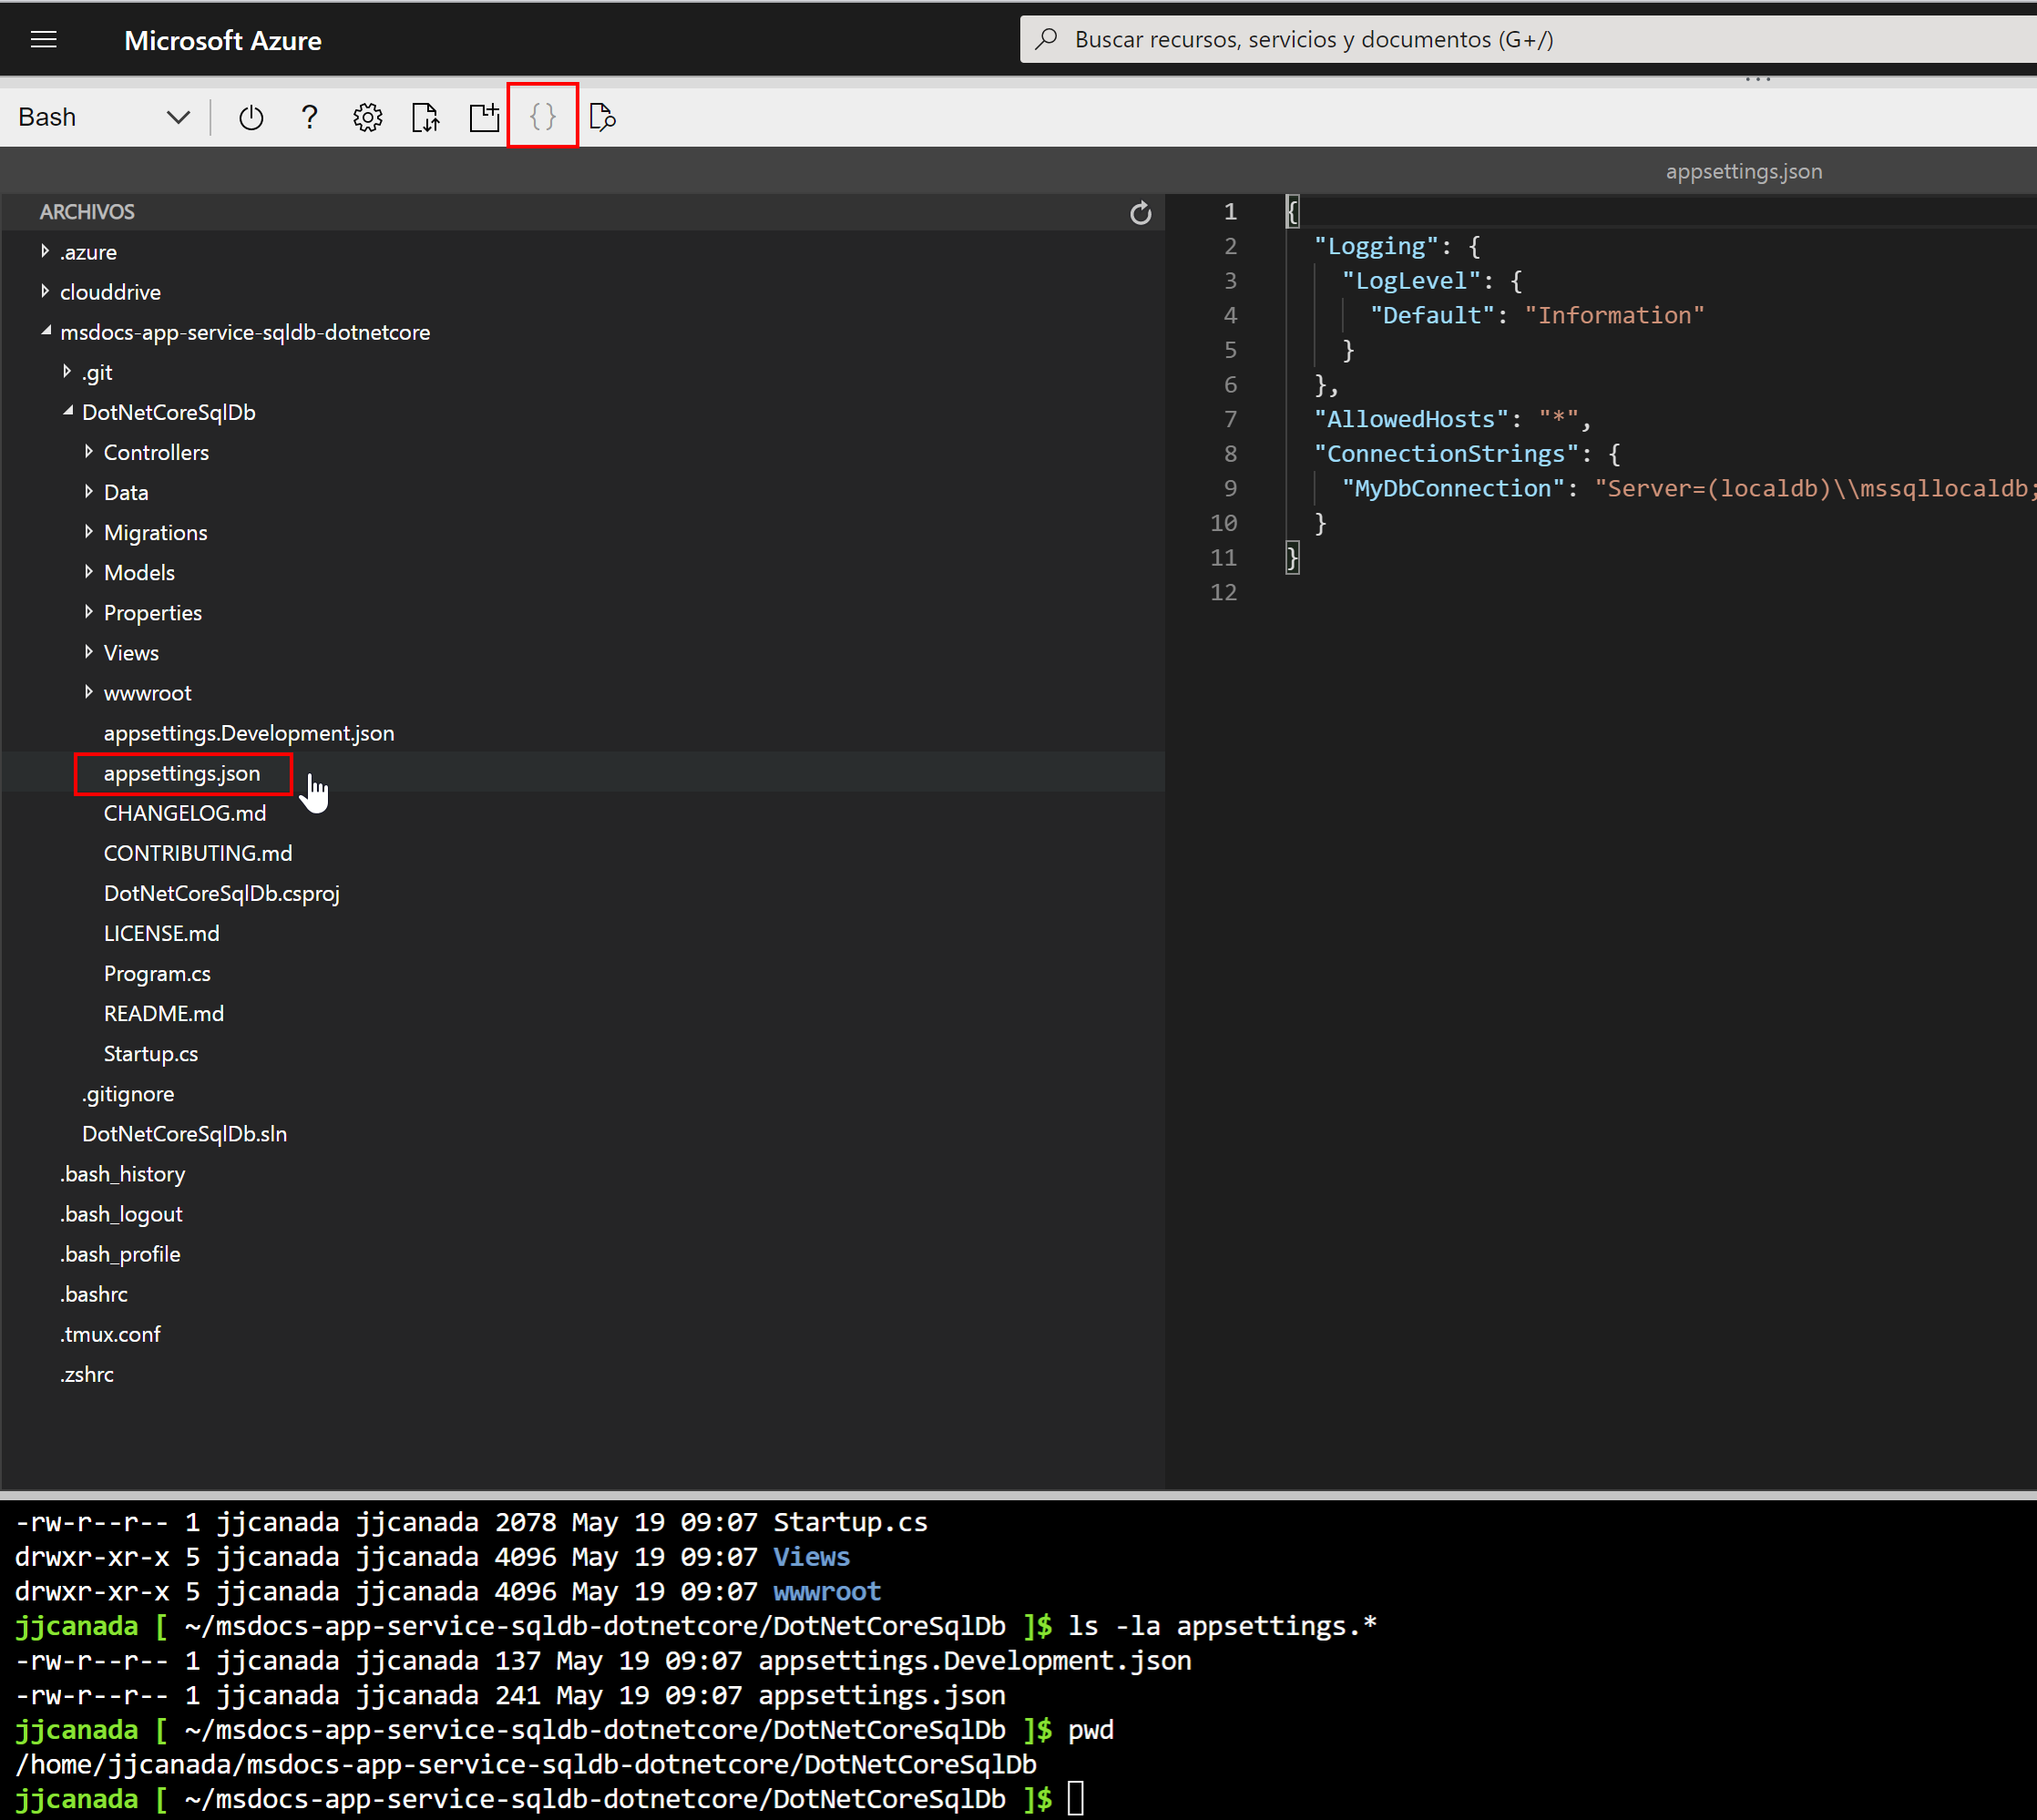 Microsoft Azure
Buscar recursos, servicios y documentos (G+/)
Bash
appsettings.json
ARCHIVOS
.azure
clouddrive
msdocs-app-service-sqldb-dotnetcore
.git
DotNetCoreSqlDb
Controllers
Data
Migrations
Models
Properties
Views
wwwroot
appsettings.Development.json
appsettings.json
CHANGELOG.md
CONTRIBUTING.md
DotNetCoreSqlDb.csproj
LICENSE.md
Program.cs
README.md
Startup.cs
.gitignore
DotNetCoreSqlDb.sln
.bash_history
.bash_logout
.bash_profile
.bashrc
.tmux.conf
.zshrc
1 {
2 "Logging": {
3 "LogLevel": {
4 "Default": "Information"
5 }
6 },
7 "AllowedHosts": "*",
8 "ConnectionStrings": {
9 "MyDbConnection": "Server=(localdb)\\mssqllocaldb;
10 }
11 }
12
-rw-r--r-- 1 jjcanada jjcanada 2078 May 19 09:07 Startup.cs
drwxr-xr-x 5 jjcanada jjcanada 4096 May 19 09:07 Views
drwxr-xr-x 5 jjcanada jjcanada 4096 May 19 09:07 wwwroot
jjcanada [ ~/msdocs-app-service-sqldb-dotnetcore/DotNetCoreSqlDb ]$ ls -la appsettings.*
-rw-r--r-- 1 jjcanada jjcanada 137 May 19 09:07 appsettings.Development.json
-rw-r--r-- 1 jjcanada jjcanada 241 May 19 09:07 appsettings.json
jjcanada [ ~/msdocs-app-service-sqldb-dotnetcore/DotNetCoreSqlDb ]$ pwd
/home/jjcanada/msdocs-app-service-sqldb-dotnetcore/DotNetCoreSqlDb
jjcanada [ ~/msdocs-app-service-sqldb-dotnetcore/DotNetCoreSqlDb ]$